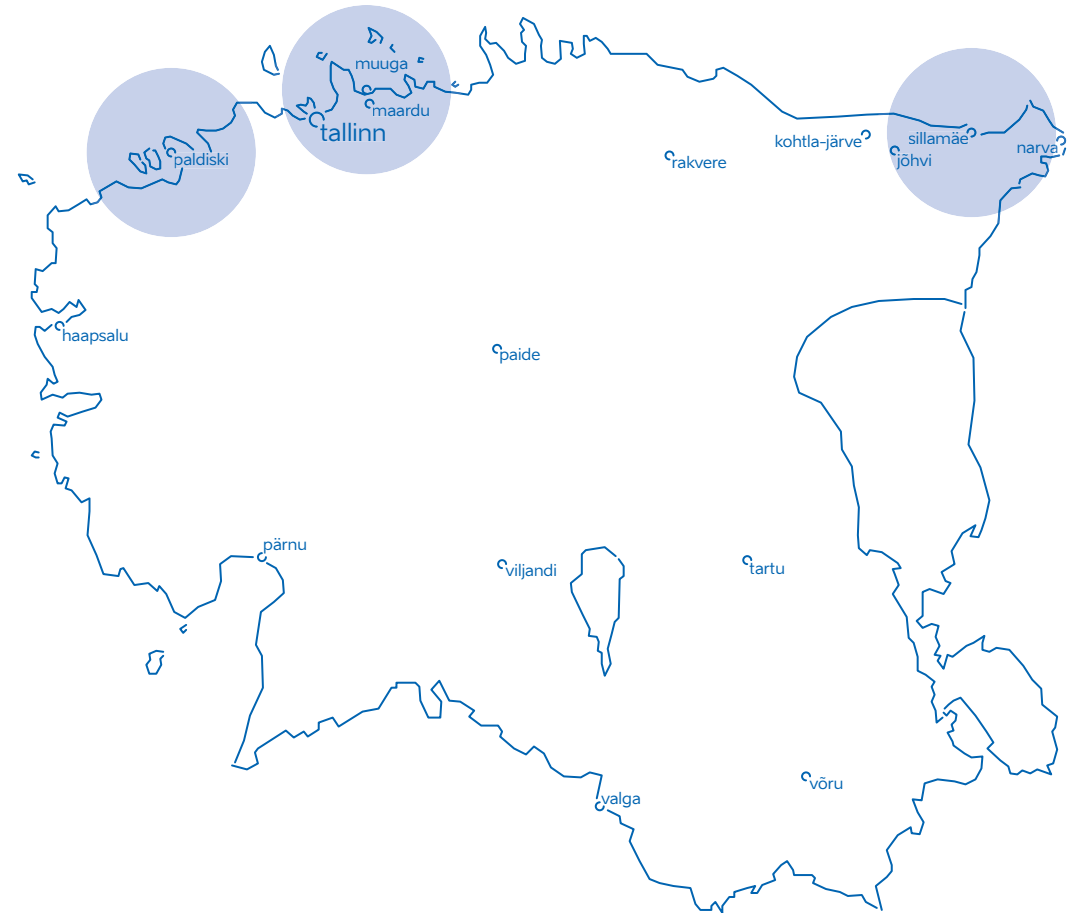 muuga
maardu
tallinn
paldiski
kohtla-järve
sillamäe
narva
jõhvi
rakvere
haapsalu
paide
pärnu
viljandi
tartu
võru
valga